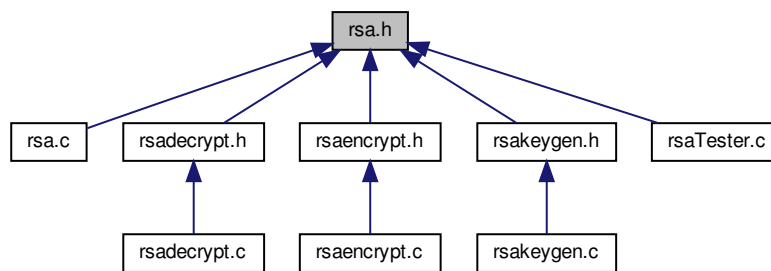 rsa.h
rsa.c
rsadecrypt.h
rsaencrypt.h
rsakeygen.h
rsaTester.c
rsadecrypt.c
rsaencrypt.c
rsakeygen.c